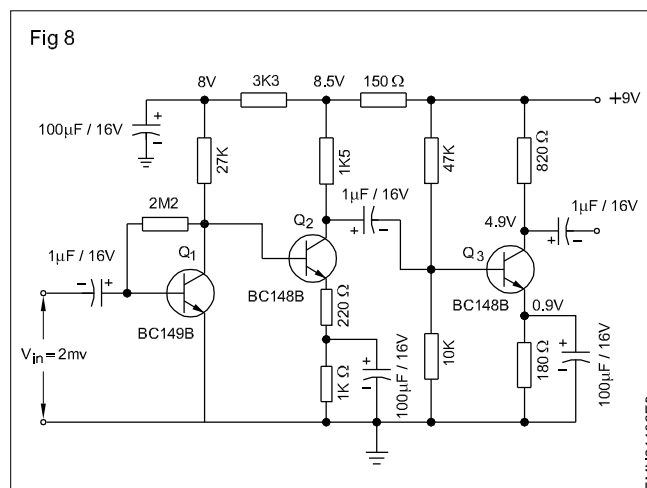 Fig 8
8V
3K3
8.5V
150 Ω
+9V
100µF / 16V
+
-
27K
1K5
47K
820 Ω
2M2
1µF / 16V
+
-
4.9V
1µF / 16V
+
-
Q2
Q1
Q3
1µF / 16V
-
+
BC148B
0.9V
BC149B
220 Ω
Vin = 2mv
1K Ω
+
-
100µF / 16V
10K
180 Ω
+
-
100µF / 16V